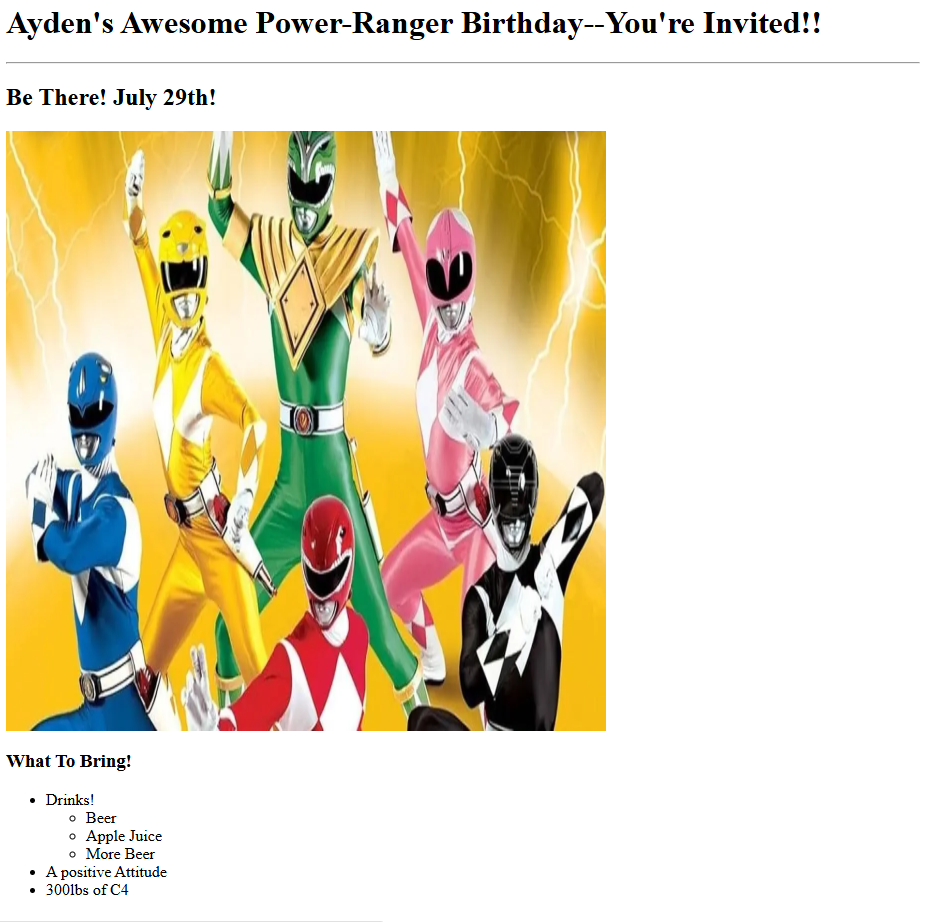 Ayden's Awesome Power-Ranger Birthday--You're Invited!!
Be There! July 29th!
What To Bring!
Drinks!
Beer
Apple Juice
More Beer
A positive Attitude
300lbs of C4